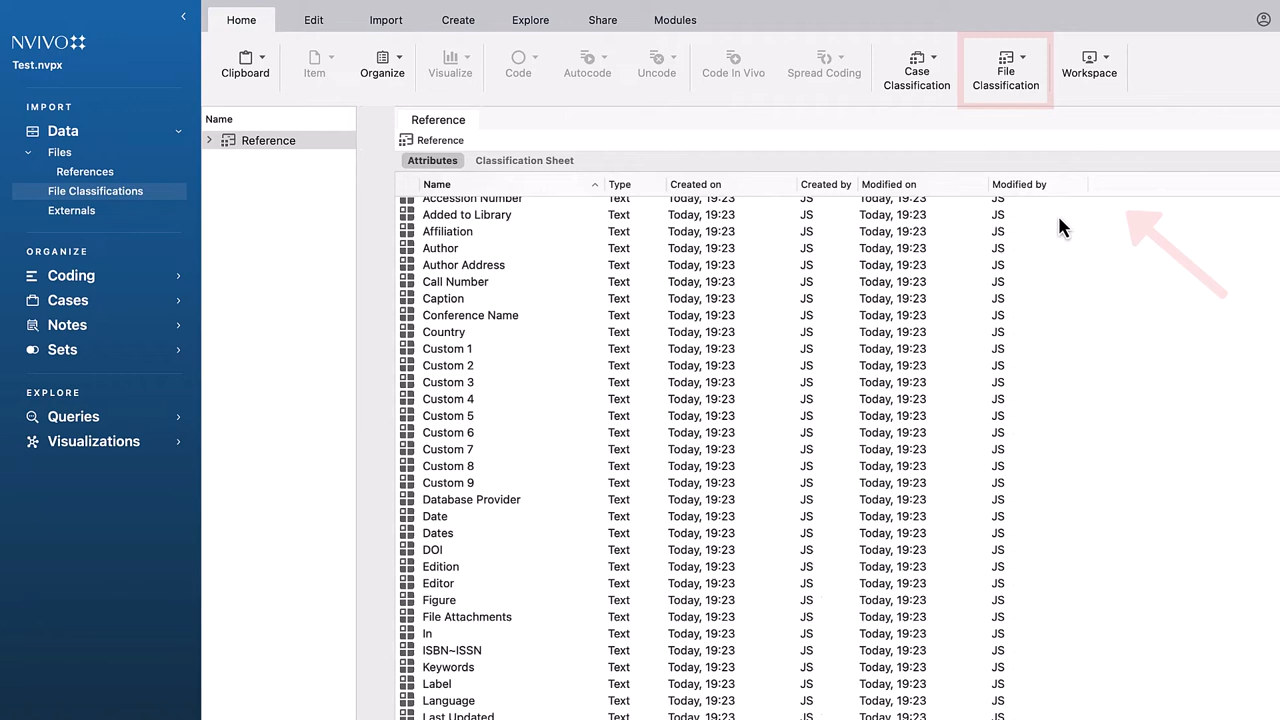 Home Edit Import Create Explore Share Modules
NVIVO
Test.nvpx
Clipboard Item Organize Visualize Code Autocode Uncode Code In Vivo Spread Coding Case Classification File Classification Workspace
IMPORT
Data
Files
References
File Classifications
Externals
ORGANIZE
Coding
Cases
Notes
Sets
EXPLORE
Queries
Visualizations
Name
Reference
Reference
Reference
Attributes Classification Sheet
Name Type Created on Created by Modified on Modified by
Accession Number Text Today, 19:23 JS Today, 19:23 JS
Added to Library Text Today, 19:23 JS Today, 19:23 JS
Affiliation Text Today, 19:23 JS Today, 19:23 JS
Author Text Today, 19:23 JS Today, 19:23 JS
Author Address Text Today, 19:23 JS Today, 19:23 JS
Call Number Text Today, 19:23 JS Today, 19:23 JS
Caption Text Today, 19:23 JS Today, 19:23 JS
Conference Name Text Today, 19:23 JS Today, 19:23 JS
Country Text Today, 19:23 JS Today, 19:23 JS
Custom 1 Text Today, 19:23 JS Today, 19:23 JS
Custom 2 Text Today, 19:23 JS Today, 19:23 JS
Custom 3 Text Today, 19:23 JS Today, 19:23 JS
Custom 4 Text Today, 19:23 JS Today, 19:23 JS
Custom 5 Text Today, 19:23 JS Today, 19:23 JS
Custom 6 Text Today, 19:23 JS Today, 19:23 JS
Custom 7 Text Today, 19:23 JS Today, 19:23 JS
Custom 8 Text Today, 19:23 JS Today, 19:23 JS
Custom 9 Text Today, 19:23 JS Today, 19:23 JS
Database Provider Text Today, 19:23 JS Today, 19:23 JS
Date Text Today, 19:23 JS Today, 19:23 JS
Dates Text Today, 19:23 JS Today, 19:23 JS
DOI Text Today, 19:23 JS Today, 19:23 JS
Edition Text Today, 19:23 JS Today, 19:23 JS
Editor Text Today, 19:23 JS Today, 19:23 JS
Figure Text Today, 19:23 JS Today, 19:23 JS
File Attachments Text Today, 19:23 JS Today, 19:23 JS
In Text Today, 19:23 JS Today, 19:23 JS
ISBN~ISSN Text Today, 19:23 JS Today, 19:23 JS
Keywords Text Today, 19:23 JS Today, 19:23 JS
Label Text Today, 19:23 JS Today, 19:23 JS
Language Text Today, 19:23 JS Today, 19:23 JS
Last Updated Text Today, 19:23 JS Today, 19:23 JS